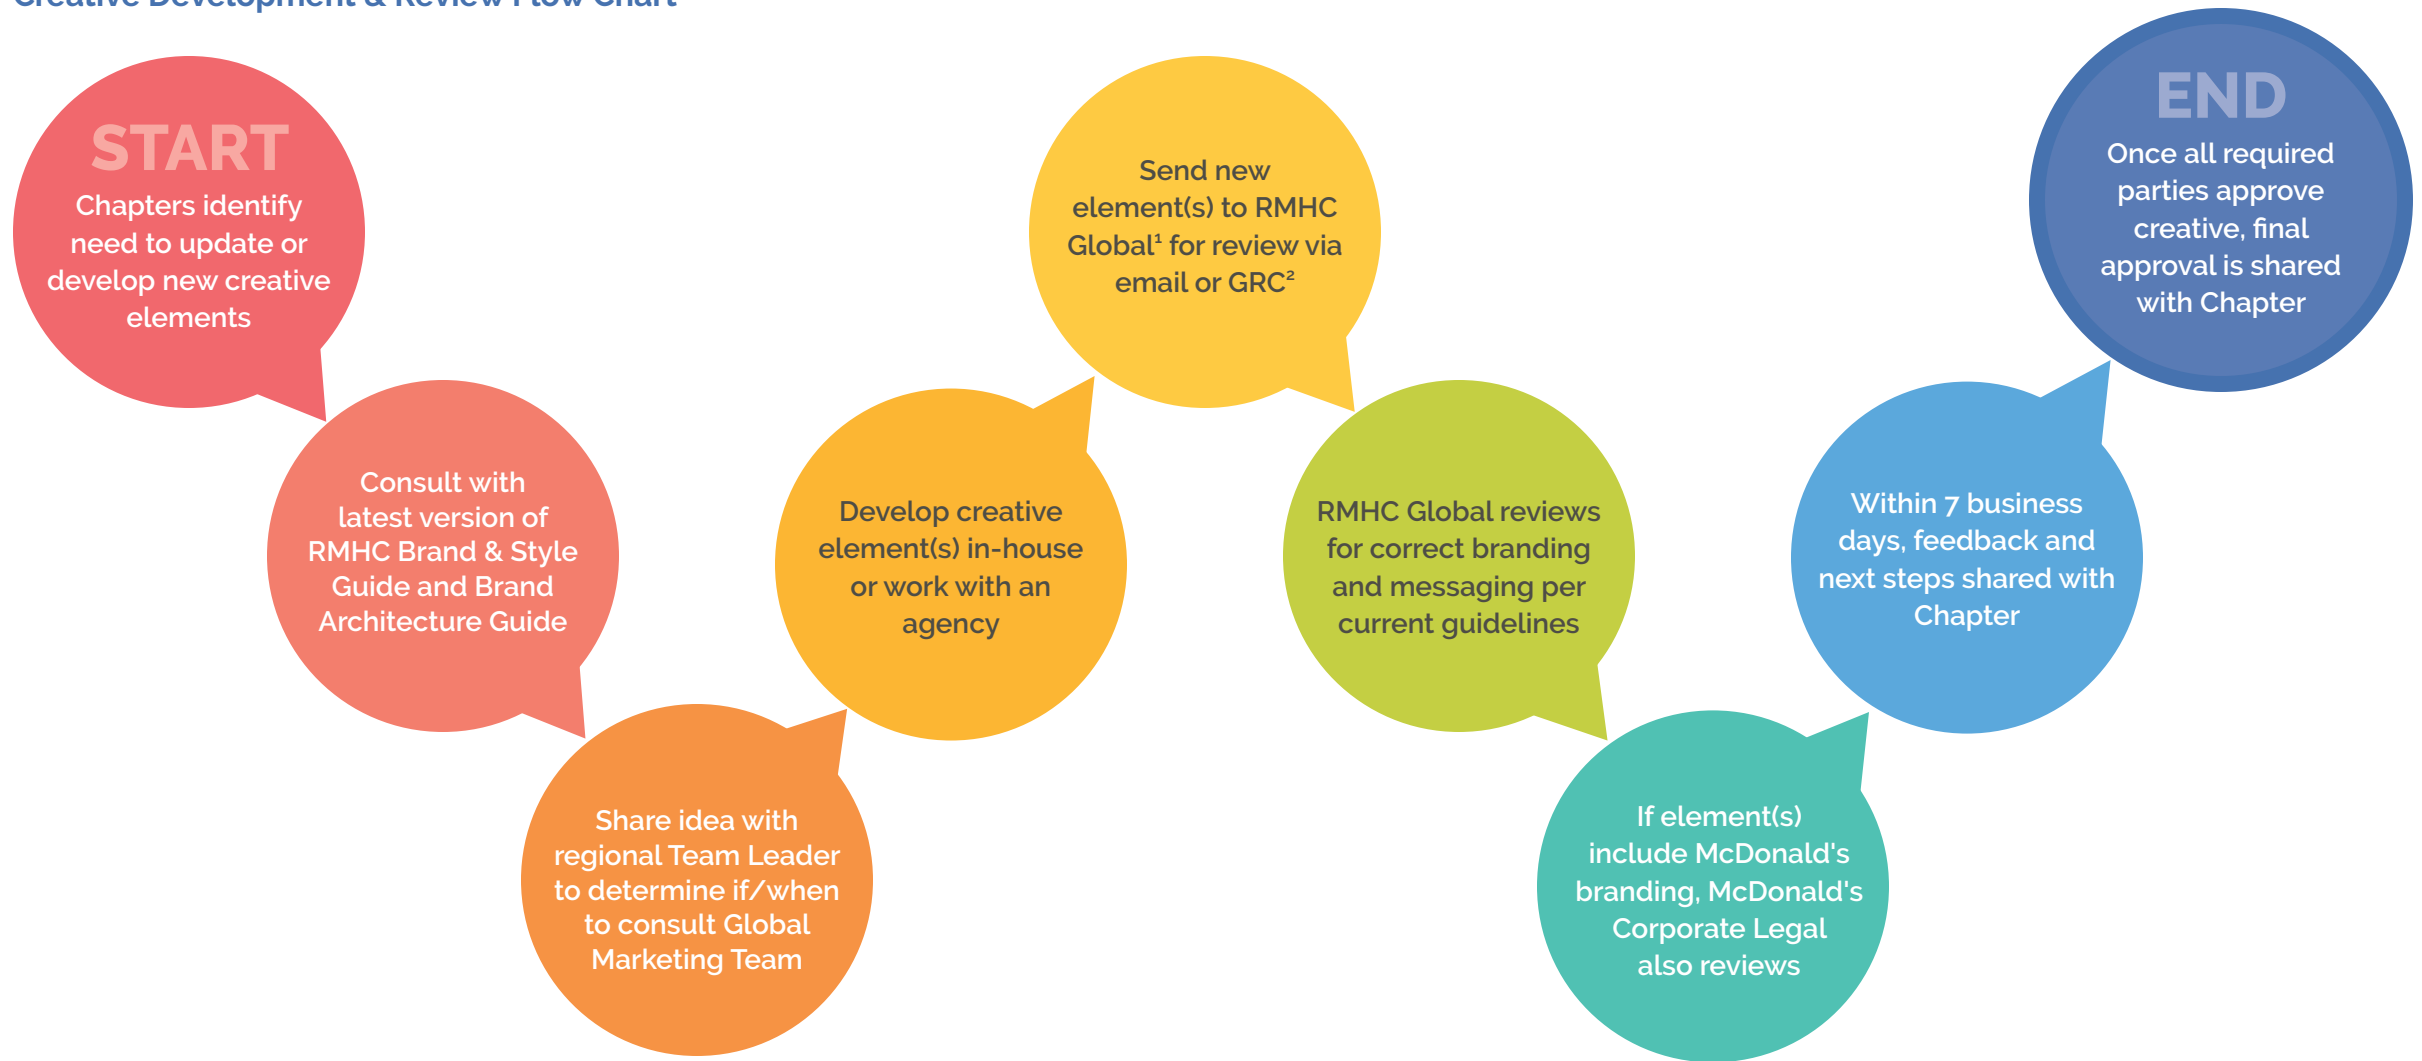 Creative Development & Review Flow Chart
START
Chapters identify
need to update or
develop new creative
elements
Consult with
latest version of
RMHC Brand & Style
Guide and Brand
Architecture Guide
Share idea with
regional Team Leader
to determine if/when
to consult Global
Marketing Team
Develop creative
element(s) in-house
or work with an
agency
Send new
element(s) to RMHC
Global¹ for review via
email or GRC²
RMHC Global reviews
for correct branding
and messaging per
current guidelines
If element(s)
include McDonald's
branding, McDonald's
Corporate Legal
also reviews
Within 7 business
days, feedback and
next steps shared with
Chapter
END
Once all required
parties approve
creative, final
approval is shared
with Chapter